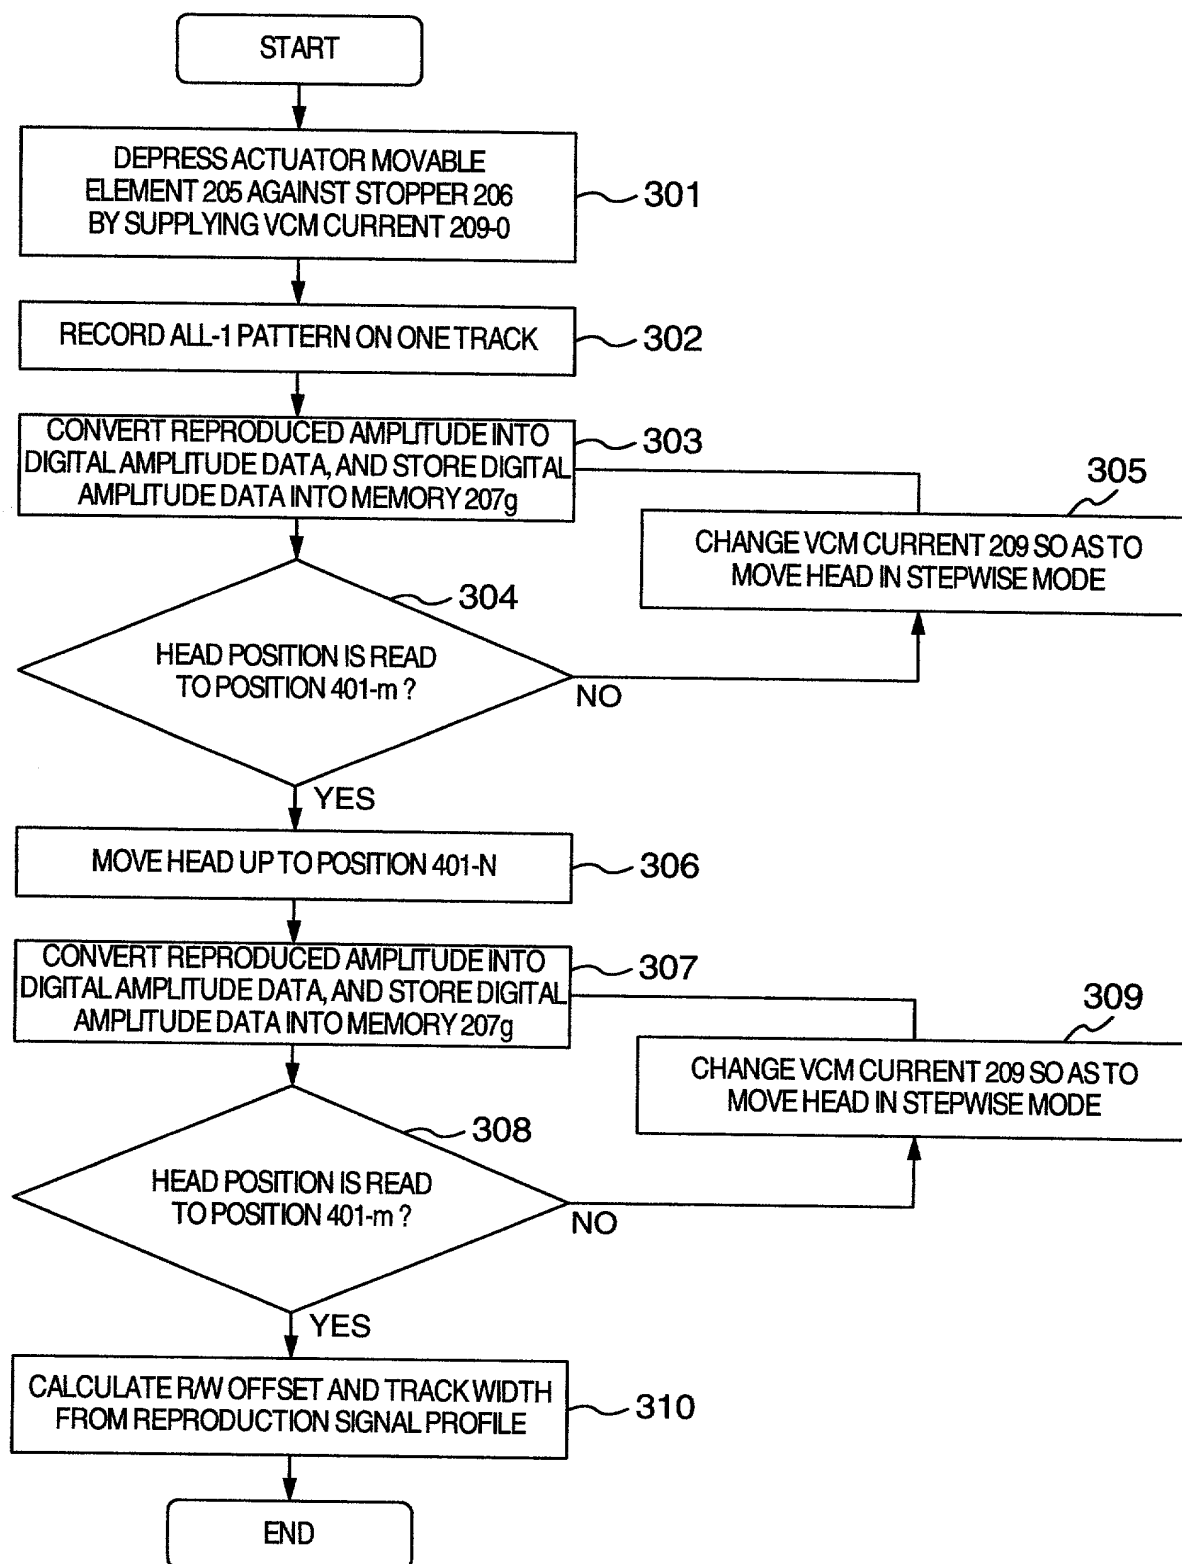 START
DEPRESS ACTUATOR MOVABLE
ELEMENT 205 AGAINST STOPPER 206
BY SUPPLYING VCM CURRENT 209-0
301
RECORD ALL-1 PATTERN ON ONE TRACK
302
CONVERT REPRODUCED AMPLITUDE INTO
DIGITAL AMPLITUDE DATA, AND STORE DIGITAL
AMPLITUDE DATA INTO MEMORY 207g
303
305
CHANGE VCM CURRENT 209 SO AS TO
MOVE HEAD IN STEPWISE MODE
304
HEAD POSITION IS READ
TO POSITION 401-m ?
NO
YES
MOVE HEAD UP TO POSITION 401-N
306
CONVERT REPRODUCED AMPLITUDE INTO
DIGITAL AMPLITUDE DATA, AND STORE DIGITAL
AMPLITUDE DATA INTO MEMORY 207g
307
309
CHANGE VCM CURRENT 209 SO AS TO
MOVE HEAD IN STEPWISE MODE
308
HEAD POSITION IS READ
TO POSITION 401-m ?
NO
YES
CALCULATE R/W OFFSET AND TRACK WIDTH
FROM REPRODUCTION SIGNAL PROFILE
310
END